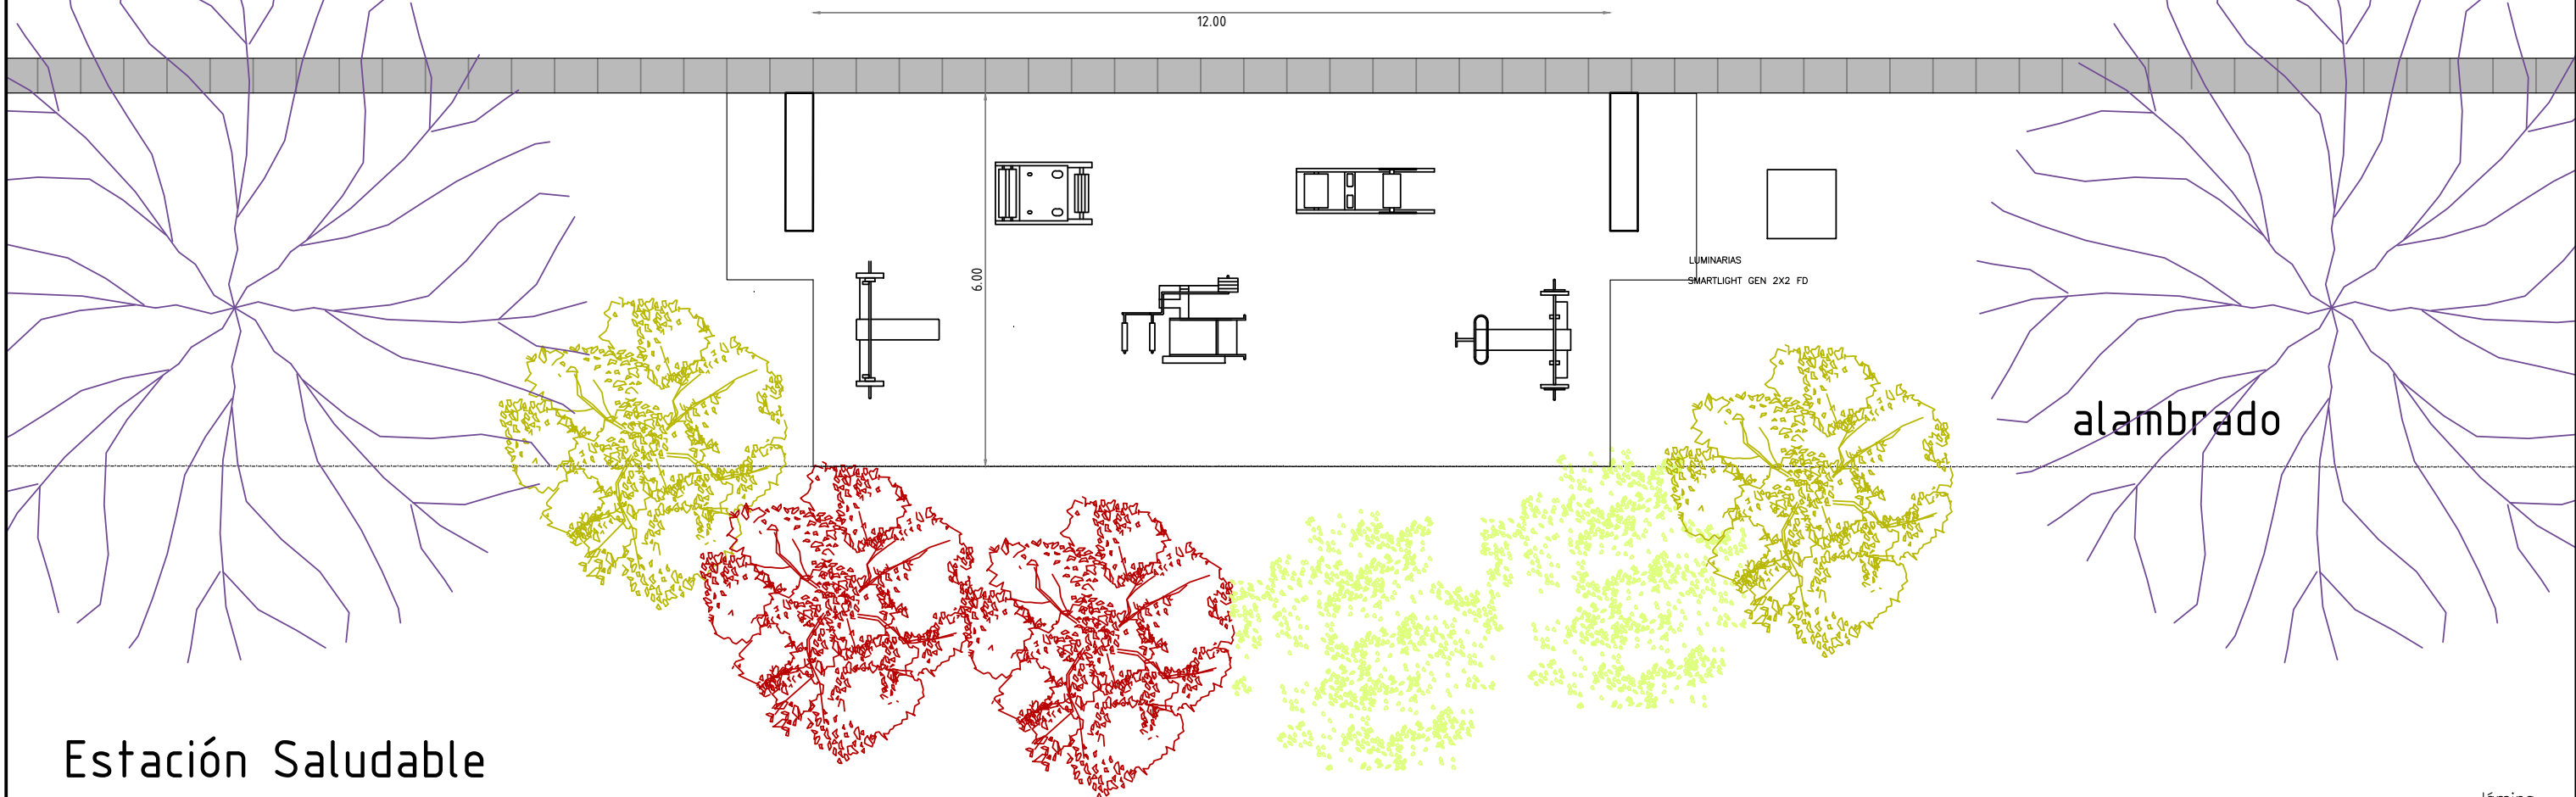 12.00
6.00
LUMINARIAS
SMARTLIGHT GEN 2X2 FD
alambrado
Estación Saludable